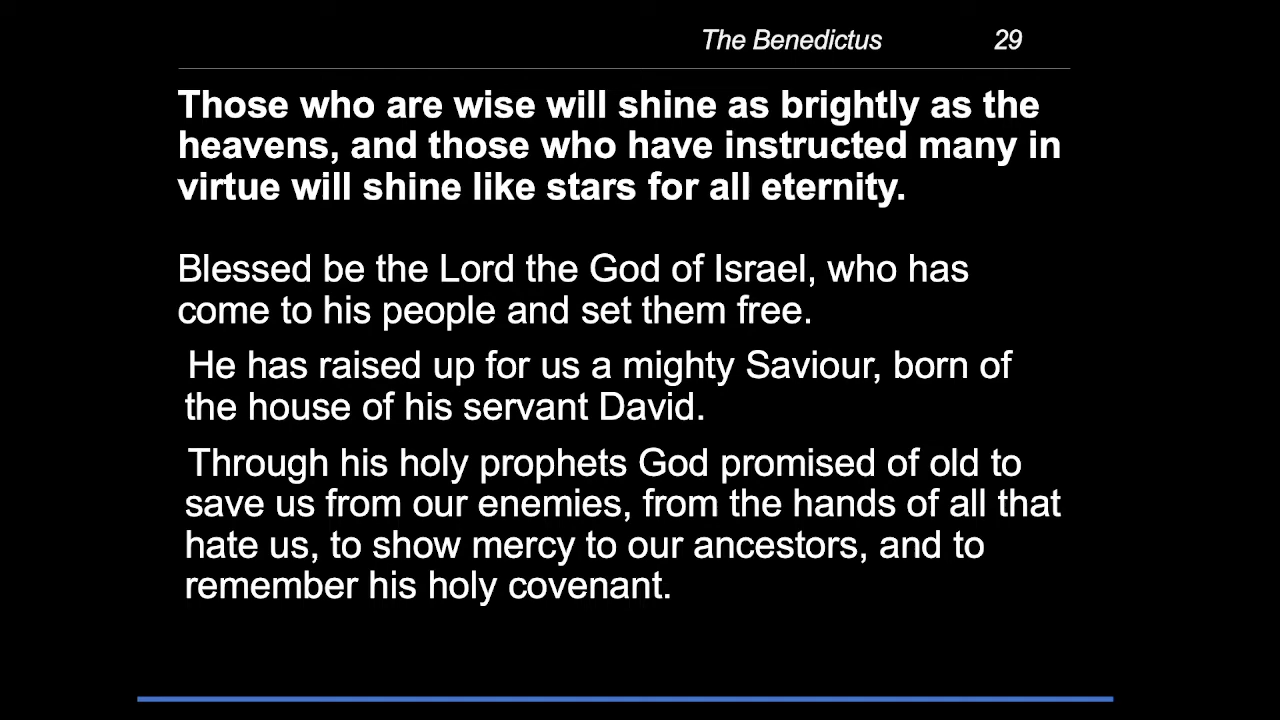 The Benedictus 29
Those who are wise will shine as brightly as the
heavens, and those who have instructed many in
virtue will shine like stars for all eternity.
Blessed be the Lord the God of Israel, who has
come to his people and set them free.
He has raised up for us a mighty Saviour, born of
the house of his servant David.
Through his holy prophets God promised of old to
save us from our enemies, from the hands of all that
hate us, to show mercy to our ancestors, and to
remember his holy covenant.